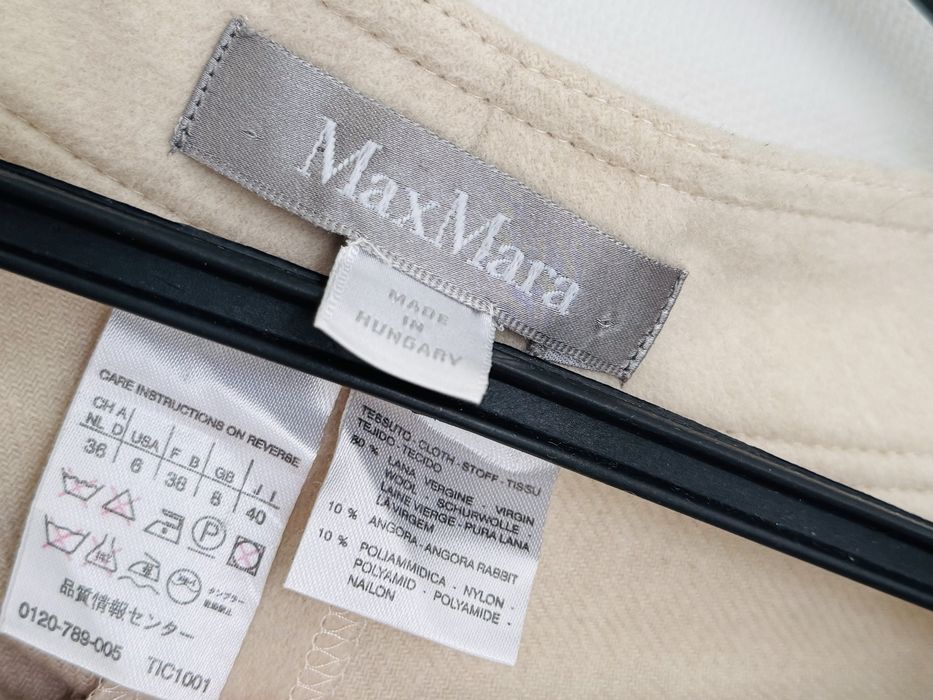 MaxMara
MADE
IN
HUNGARY
CARE INSTRUCTIONS ON REVERSE
CH A
NL D USA F B GB I
36 6 38 8 40
P
品質情報センター
0120-789-005 TIC1001
TESSUTO - CLOTH - STOFF - TISSU
TEJIDO - TECIDO
80 % LANA VERGINE - VIRGIN
WOOL - SCHURWOLLE -
LAINE VIERGE - PURA LANA
VIRGEM
10 % ANGORA - ANGORA RABBIT
10 % POLIAMMIDICA - NYLON -
POLYAMID - POLYAMIDE -
NAILON